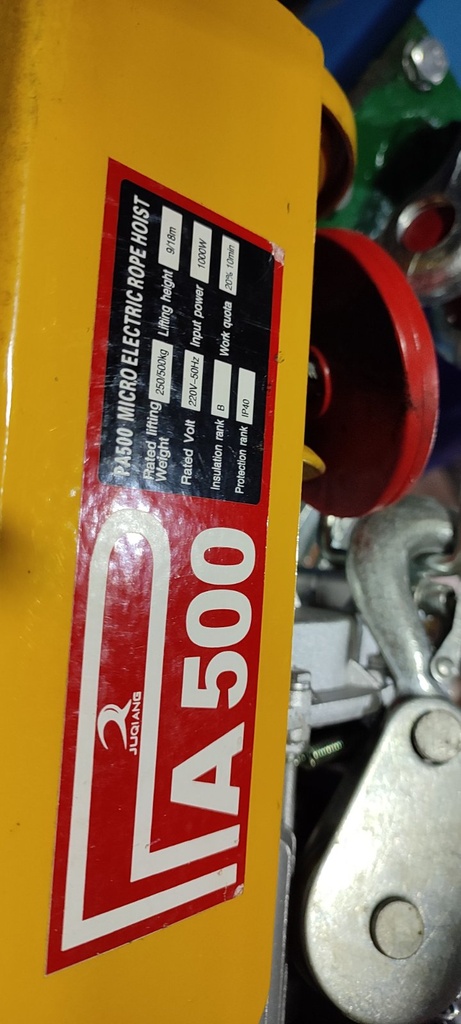 PA500 MICRO ELECTRIC ROPE HOIST
Rated lifting Weight 250/500kg Lifting height 9/18m
Rated Volt 220V~50Hz Input power 1000W
Insulation rank B Work quota 20% 10min
Protection rank IP40
JUQIANG
PA500